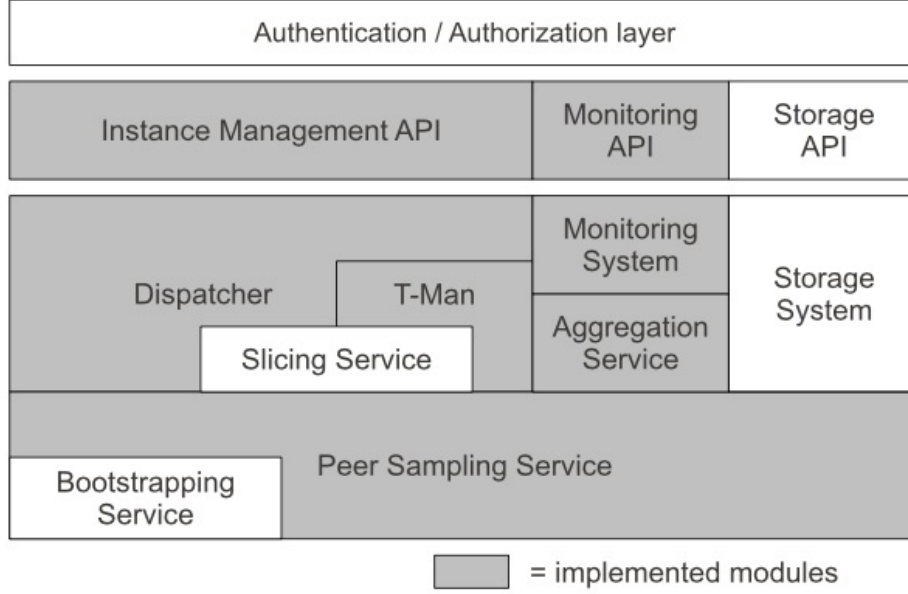 Authentication / Authorization layer
Instance Management API
Monitoring
API
Storage
API
Dispatcher
T-Man
Slicing Service
Monitoring
System
Aggregation
Service
Storage
System
Peer Sampling Service
Bootstrapping
Service
= implemented modules